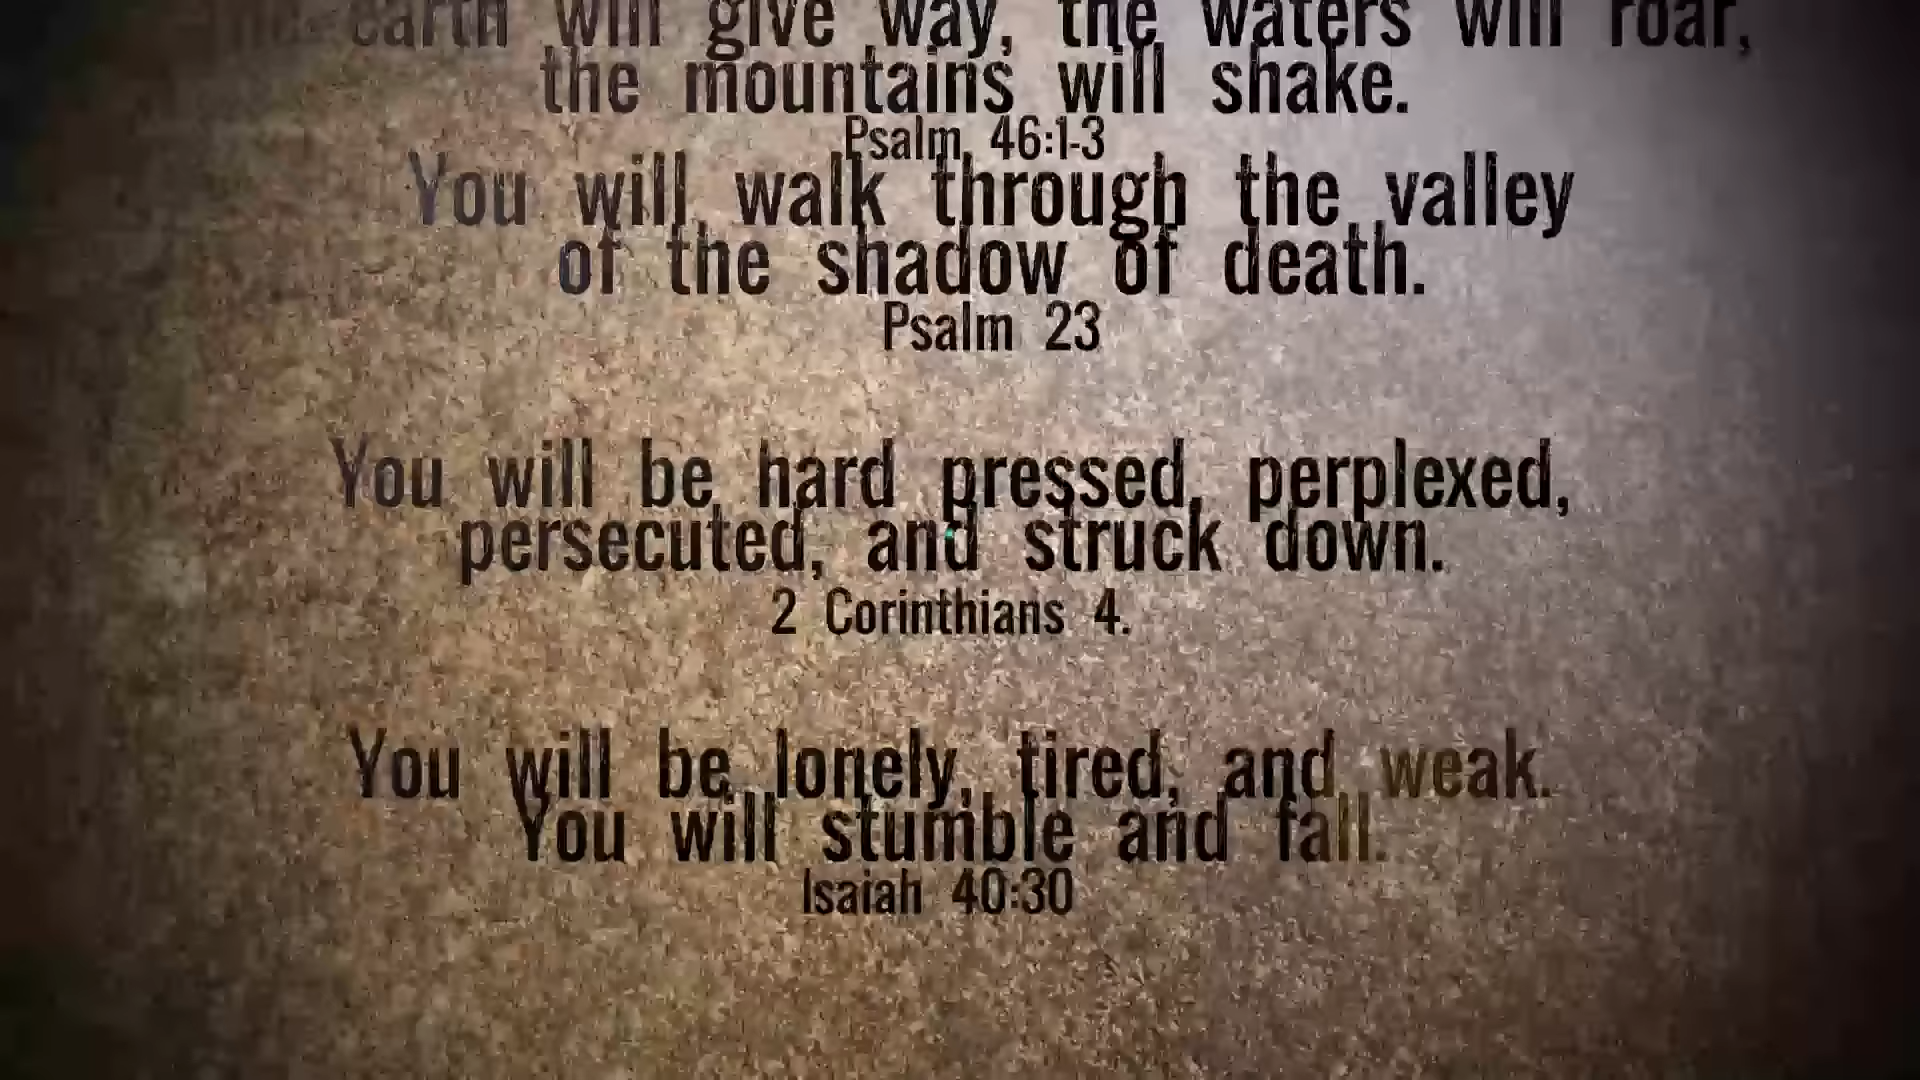 earth will give way, the waters will roar,
the mountains will shake.
Psalm 46:1-3
You will walk through the valley
of the shadow of death.
Psalm 23
You will be hard pressed, perplexed,
persecuted, and struck down.
2 Corinthians 4.
You will be lonely, tired, and weak.
You will stumble and fall.
Isaiah 40:30